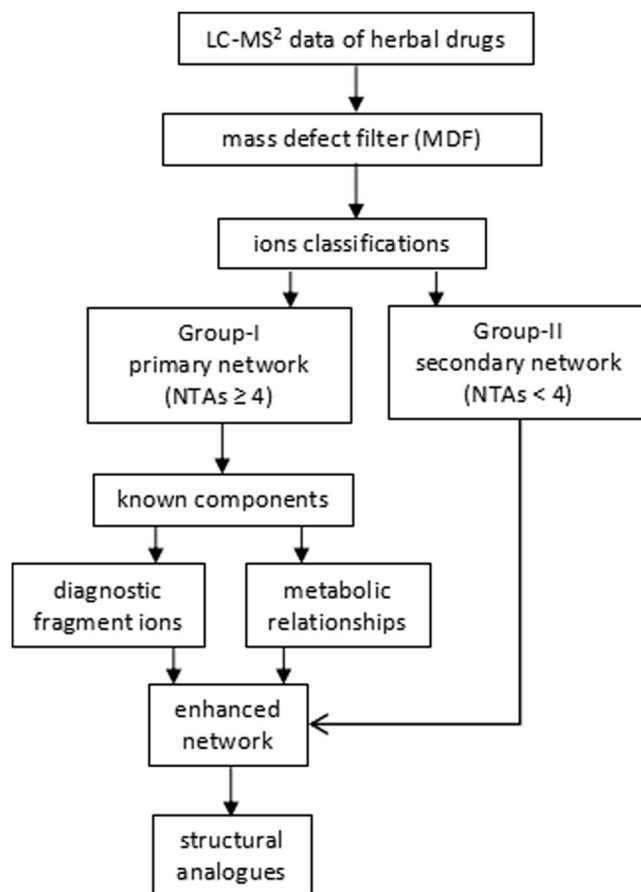 LC-MS² data of herbal drugs
mass defect filter (MDF)
ions classifications
Group-I
primary network
(NTAs ≥ 4)
Group-II
secondary network
(NTAs < 4)
known components
diagnostic
fragment ions
metabolic
relationships
enhanced
network
structural
analogues